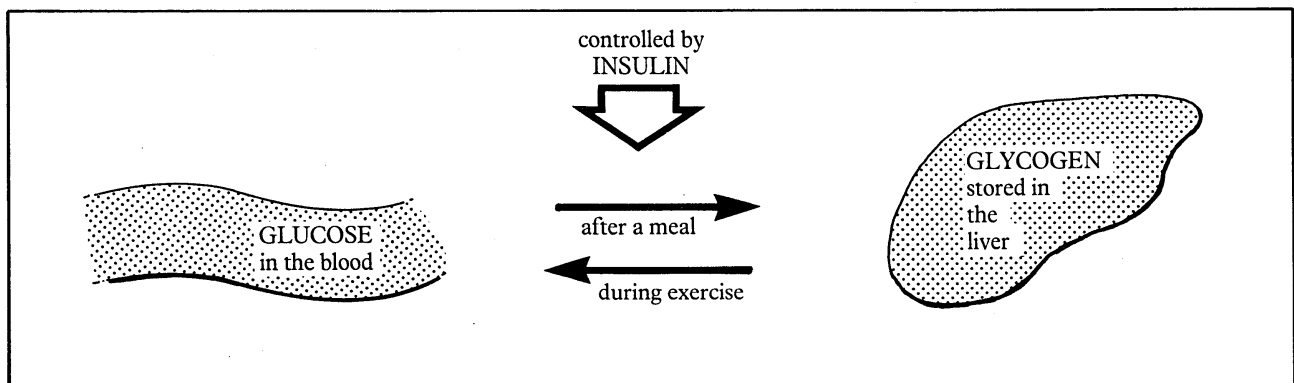 controlled by
INSULIN
GLUCOSE
in the blood
after a meal
during exercise
GLYCOGEN
stored in
the
liver